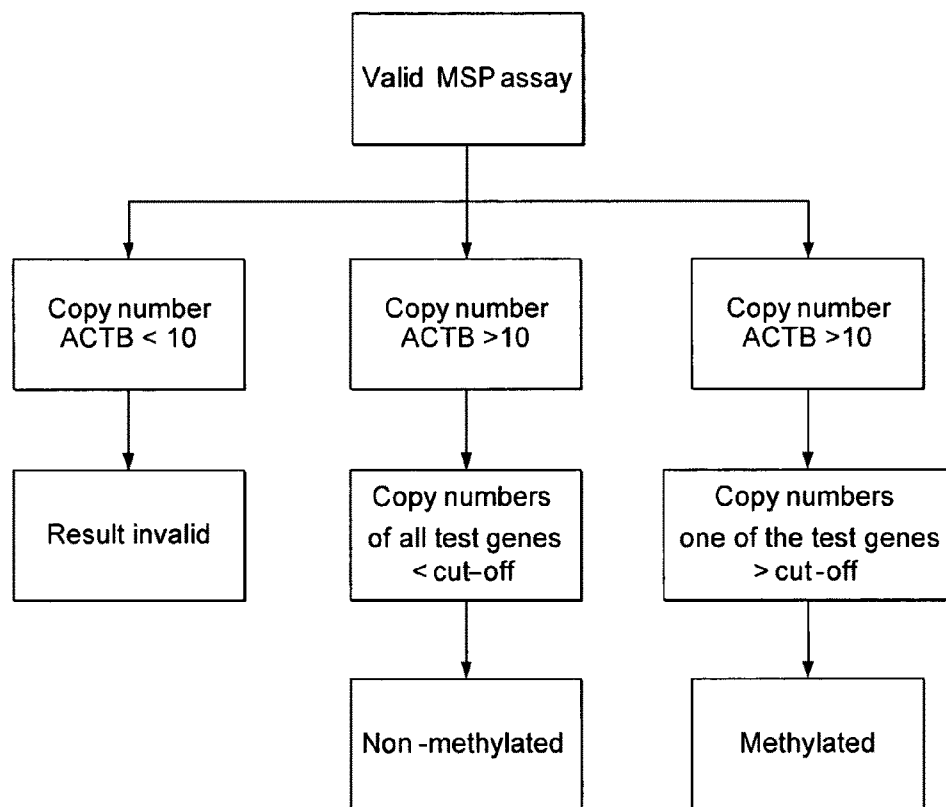 Valid MSP assay
Copy number
ACTB < 10
Copy number
ACTB >10
Copy number
ACTB >10
Result invalid
Copy numbers
of all test genes
< cut-off
Copy numbers
one of the test genes
> cut-off
Non -methylated
Methylated